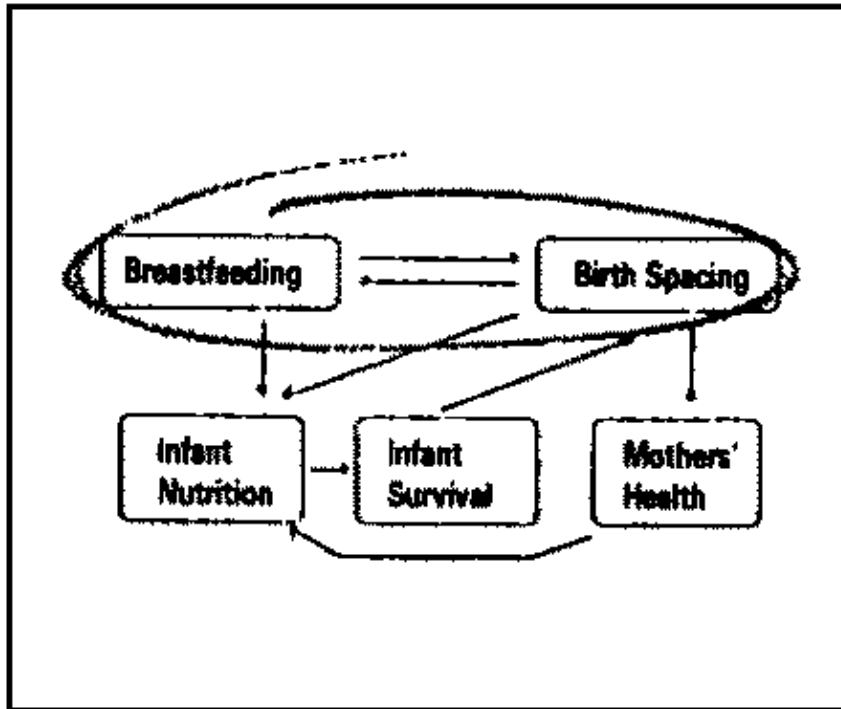 Breastfeeding
Birth Spacing
Infant
Nutrition
Infant
Survival
Mothers'
Health